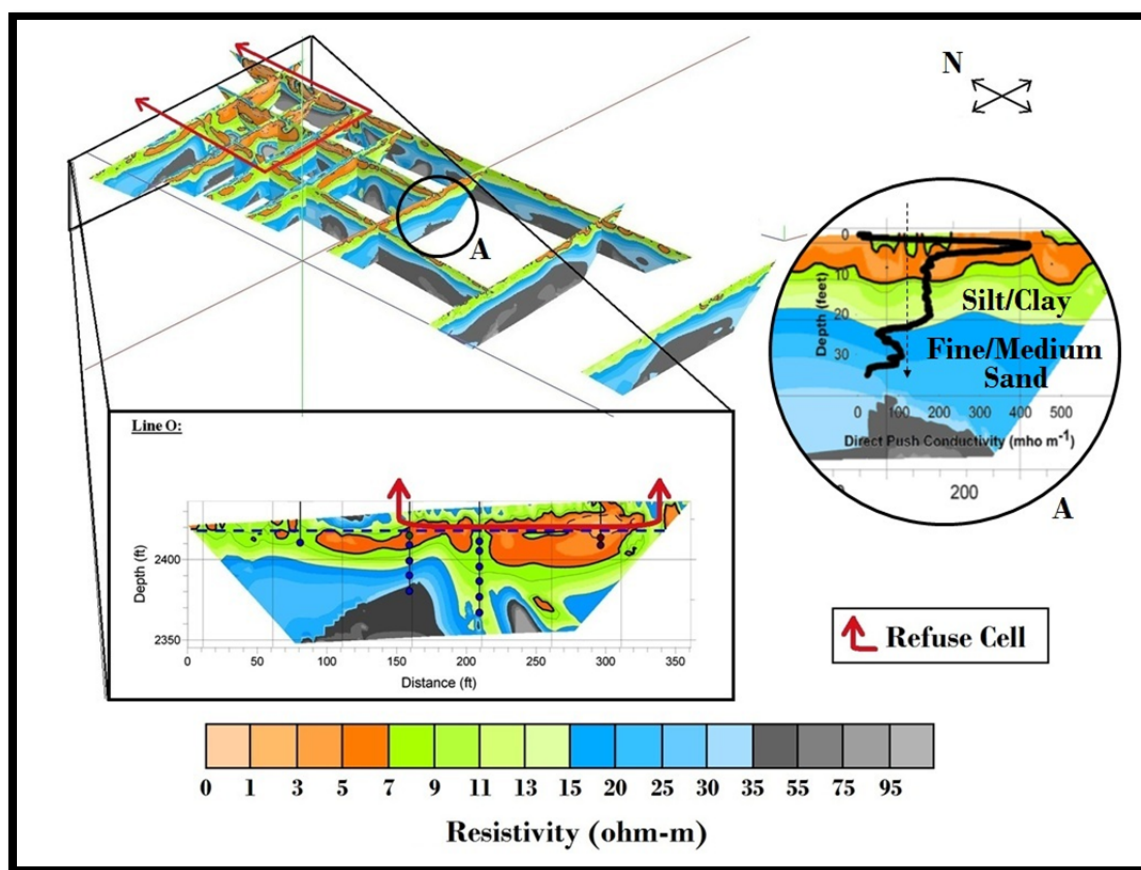 N
A
0
10
20
30
Depth (feet)
Silt/Clay
Fine/Medium
Sand
0 100 200 300 400 500
Direct Push Conductivity (mho m⁻¹)
0 200
A
Line O:
Depth (ft)
2400
2350
0 50 100 150 200 250 300 350
Distance (ft)
Refuse Cell
0 1 3 5 7 9 11 13 15 20 25 30 35 55 75 95
Resistivity (ohm-m)